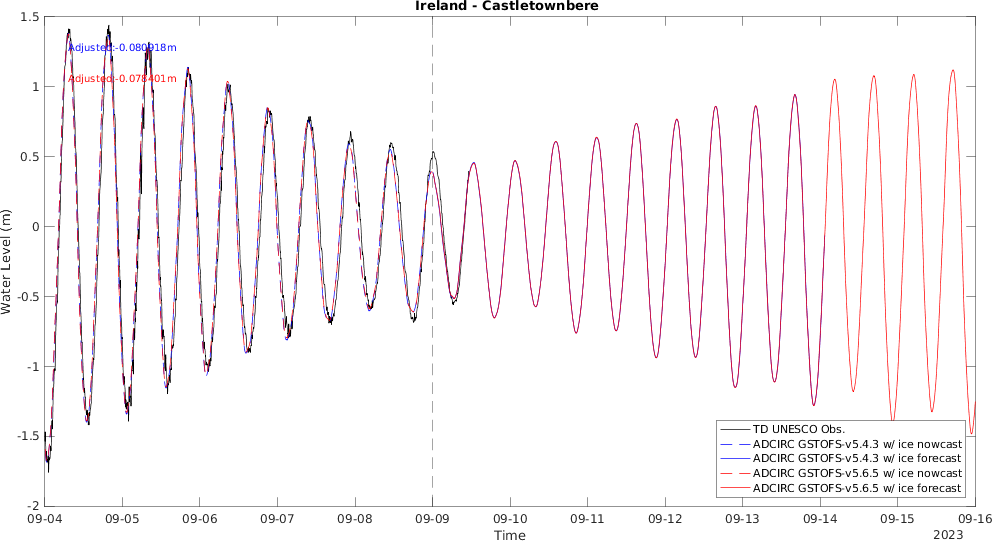 Ireland - Castletownbere
1.5
1
0.5
0
-0.5
-1
-1.5
-2
Water Level (m)
Adjusted:-0.080918m
Adjusted:-0.078401m
TD UNESCO Obs.
ADCIRC GSTOFS-v5.4.3 w/ ice nowcast
ADCIRC GSTOFS-v5.4.3 w/ ice forecast
ADCIRC GSTOFS-v5.6.5 w/ ice nowcast
ADCIRC GSTOFS-v5.6.5 w/ ice forecast
09-04 09-05 09-06 09-07 09-08 09-09 09-10 09-11 09-12 09-13 09-14 09-15 09-16
Time
2023